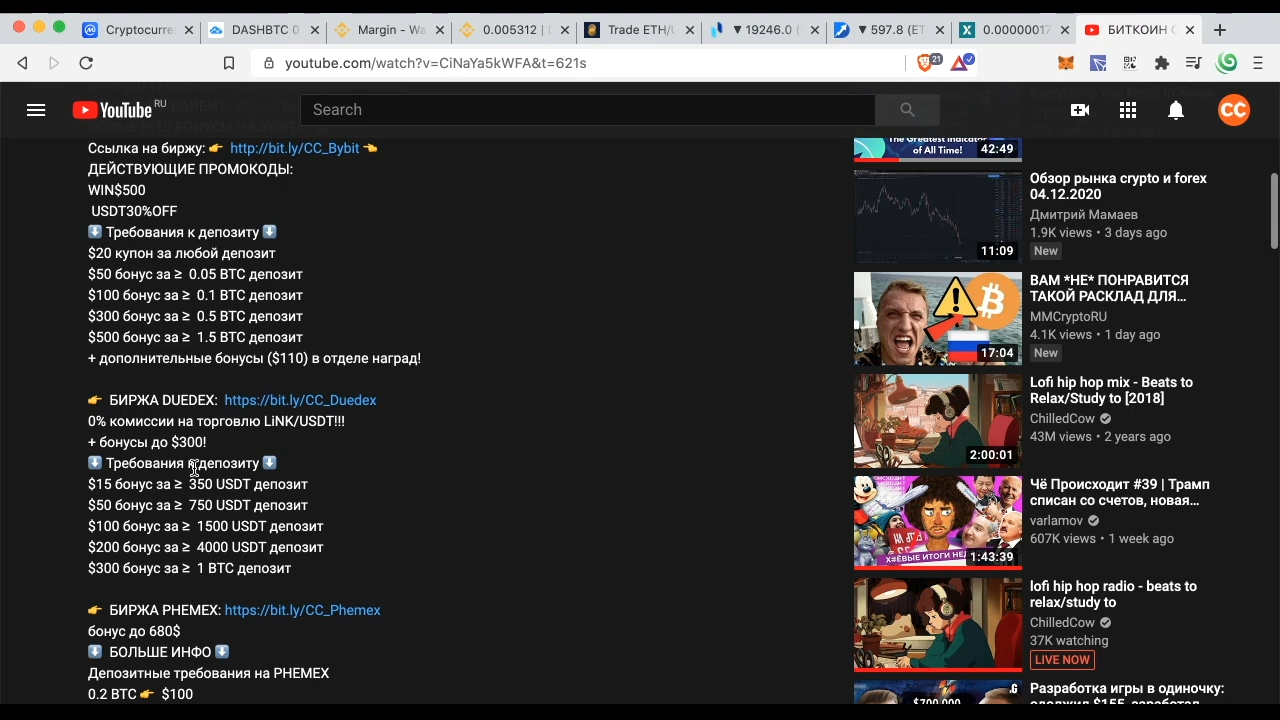 Cryptocurre
DASHBTC 0.
Margin - Wa
0.005312 |
Trade ETH/U
▼ 19246.0 (
▼ 597.8 (ET
0.00000017
БИТКОИН С
youtube.com/watch?v=CiNaYa5kWFA&t=621s
21
YouTube RU
Search
CC
Ссылка на биржу: 👉 http://bit.ly/CC_Bybit 👈
ДЕЙСТВУЮЩИЕ ПРОМОКОДЫ:
WIN$500
USDT30%OFF
⬇️ Требования к депозиту ⬇️
$20 купон за любой депозит
$50 бонус за ≥ 0.05 BTC депозит
$100 бонус за ≥ 0.1 BTC депозит
$300 бонус за ≥ 0.5 BTC депозит
$500 бонус за ≥ 1.5 BTC депозит
+ дополнительные бонусы ($110) в отделе наград!
👉 БИРЖА DUEDEX: https://bit.ly/CC_Duedex
0% комиссии на торговлю LiNK/USDT!!!
+ бонусы до $300!
⬇️ Требования к депозиту ⬇️
$15 бонус за ≥ 350 USDT депозит
$50 бонус за ≥ 750 USDT депозит
$100 бонус за ≥ 1500 USDT депозит
$200 бонус за ≥ 4000 USDT депозит
$300 бонус за ≥ 1 BTC депозит
👉 БИРЖА PHEMEX: https://bit.ly/CC_Phemex
бонус до 680$
⬇️ БОЛЬШЕ ИНФО ⬇️
Депозитные требования на PHEMEX
0.2 BTC 👉 $100
The Greatest Indicator
of All Time!
42:49
Обзор рынка crypto и forex
04.12.2020
Дмитрий Мамаев
1.9K views • 3 days ago
New
11:09
ВАМ *НЕ* ПОНРАВИТСЯ
ТАКОЙ РАСКЛАД ДЛЯ...
MMCryptoRU
4.1K views • 1 day ago
New
17:04
Lofi hip hop mix - Beats to
Relax/Study to [2018]
ChilledCow
43M views • 2 years ago
2:00:01
Чё Происходит #39 | Трамп
списан со счетов, новая...
varlamov
607K views • 1 week ago
1:43:39
lofi hip hop radio - beats to
relax/study to
ChilledCow
37K watching
LIVE NOW
Разработка игры в одиночку: